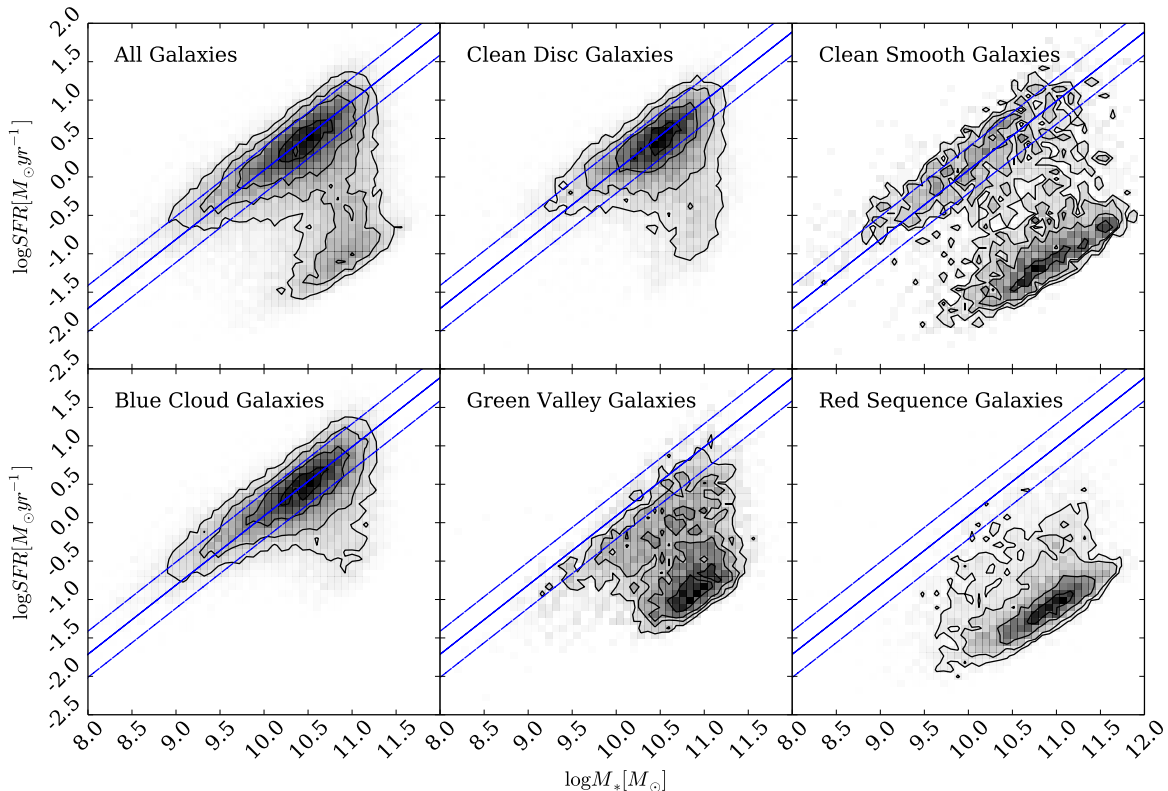 All Galaxies
Clean Disc Galaxies
Clean Smooth Galaxies
2.0
1.5
1.0
0.5
0.0
-0.5
-1.0
-1.5
-2.0
-2.5
logSFR[M⊙yr⁻¹]
Blue Cloud Galaxies
Green Valley Galaxies
Red Sequence Galaxies
1.5
1.0
0.5
0.0
-0.5
-1.0
-1.5
-2.0
-2.5
logSFR[M⊙yr⁻¹]
8.0 8.5 9.0 9.5 10.0 10.5 11.0 11.5 8.0 8.5 9.0 9.5 10.0 10.5 11.0 11.5 8.0 8.5 9.0 9.5 10.0 10.5 11.0 11.5 12.0
logM∗[M⊙]